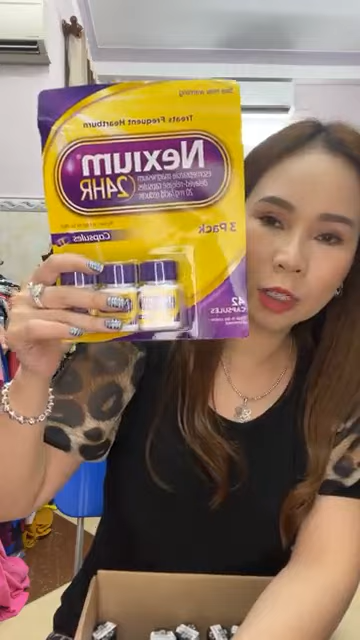 See new warning
Treats Frequent Heartburn
Nexium
24HR
esomeprazole magnesium
delayed-release capsules
20 mg/acid reducer
Capsules
3 Pack
42
CAPSULES